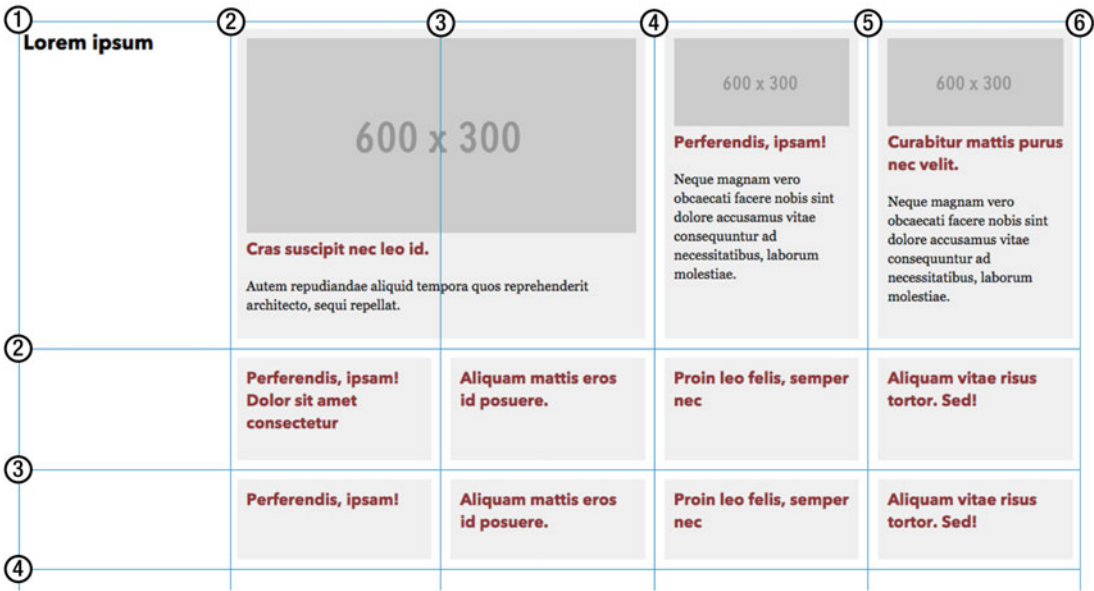 1 2 3 4 5 6
Lorem ipsum
600 x 300
Cras suscipit nec leo id.
Autem repudiandae aliquid tempora quos reprehenderit
architecto, sequi repellat.
600 x 300
Perferendis, ipsam!
Neque magnam vero
obcaecati facere nobis sint
dolore accusamus vitae
consequuntur ad
necessitatibus, laborum
molestiae.
600 x 300
Curabitur mattis purus
nec velit.
Neque magnam vero
obcaecati facere nobis sint
dolore accusamus vitae
consequuntur ad
necessitatibus, laborum
molestiae.
2
Perferendis, ipsam!
Dolor sit amet
consectetur
Aliquam mattis eros
id posuere.
Proin leo felis, semper
nec
Aliquam vitae risus
tortor. Sed!
3
Perferendis, ipsam!
Aliquam mattis eros
id posuere.
Proin leo felis, semper
nec
Aliquam vitae risus
tortor. Sed!
4